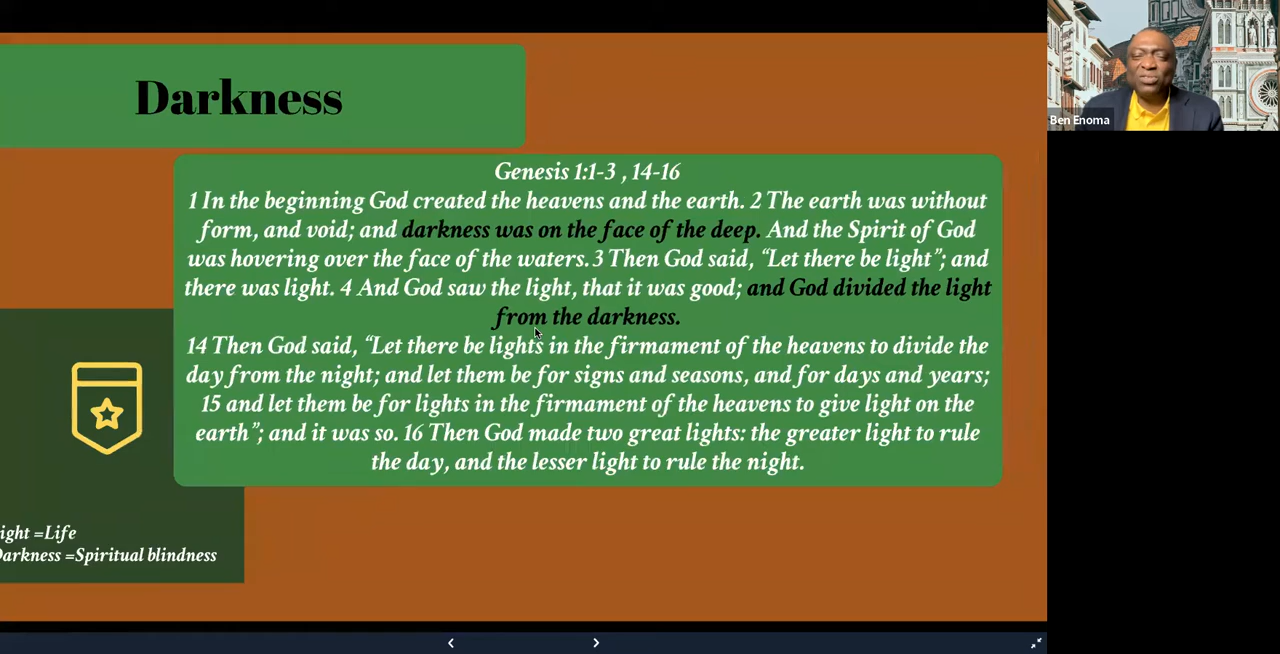 Darkness
Genesis 1:1-3 , 14-16
1 In the beginning God created the heavens and the earth. 2 The earth was without
form, and void; and darkness was on the face of the deep. And the Spirit of God
was hovering over the face of the waters. 3 Then God said, “Let there be light”; and
there was light. 4 And God saw the light, that it was good; and God divided the light
from the darkness.
14 Then God said, “Let there be lights in the firmament of the heavens to divide the
day from the night; and let them be for signs and seasons, and for days and years;
15 and let them be for lights in the firmament of the heavens to give light on the
earth”; and it was so. 16 Then God made two great lights: the greater light to rule
the day, and the lesser light to rule the night.
ight =Life
Darkness =Spiritual blindness
Ben Enoma